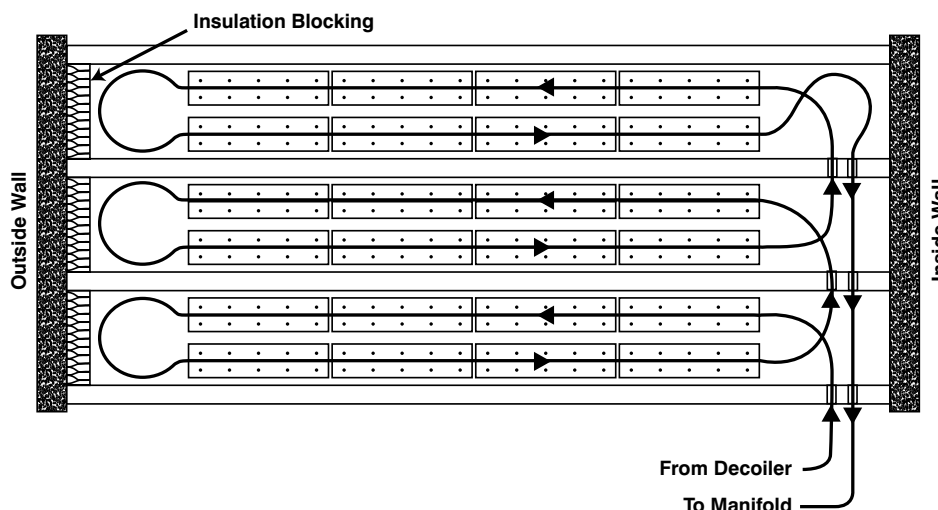 Insulation Blocking
Outside Wall
Inside Wall
From Decoiler
To Manifold